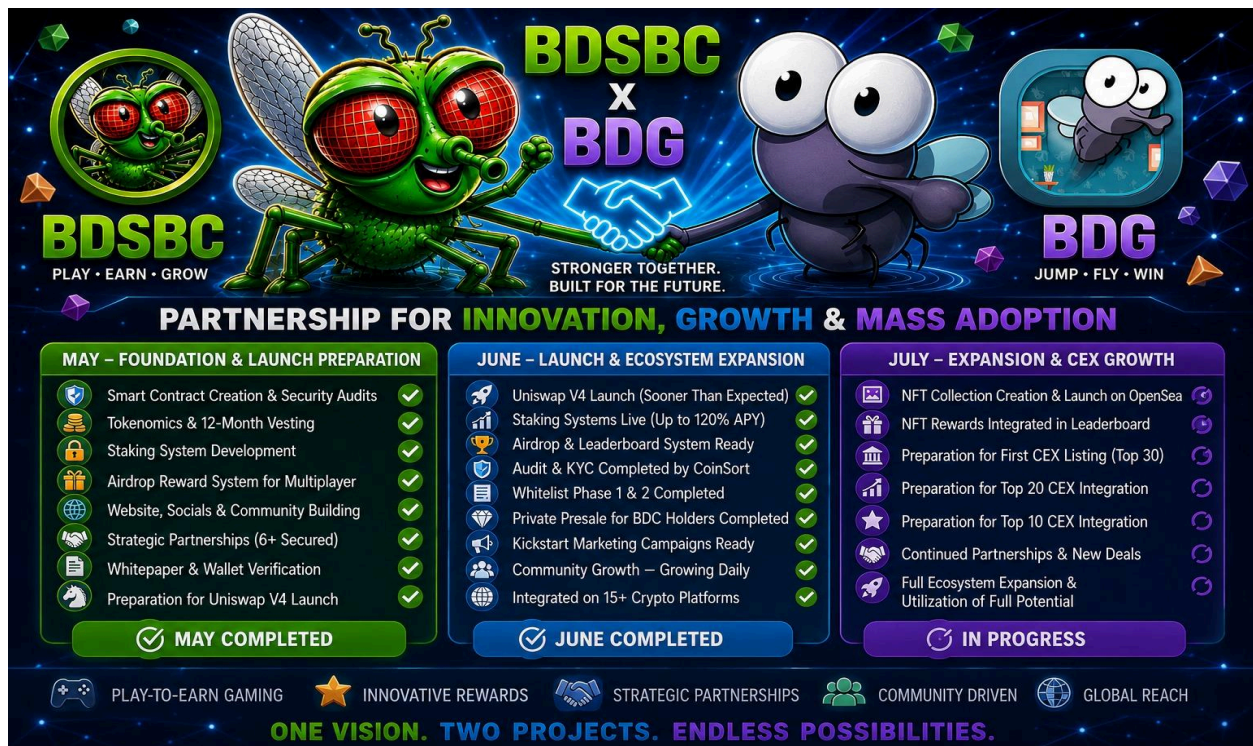 BDSBC
X
BDG
BDSBC
PLAY • EARN • GROW
STRONGER TOGETHER.
BUILT FOR THE FUTURE.
BDG
JUMP • FLY • WIN
PARTNERSHIP FOR INNOVATION, GROWTH & MASS ADOPTION
MAY – FOUNDATION & LAUNCH PREPARATION
Smart Contract Creation & Security Audits
Tokenomics & 12-Month Vesting
Staking System Development
Airdrop Reward System for Multiplayer
Website, Socials & Community Building
Strategic Partnerships (6+ Secured)
Whitepaper & Wallet Verification
Preparation for Uniswap V4 Launch
MAY COMPLETED
JUNE – LAUNCH & ECOSYSTEM EXPANSION
Uniswap V4 Launch (Sooner Than Expected)
Staking Systems Live (Up to 120% APY)
Airdrop & Leaderboard System Ready
Audit & KYC Completed by CoinSort
Whitelist Phase 1 & 2 Completed
Private Presale for BDC Holders Completed
Kickstart Marketing Campaigns Ready
Community Growth – Growing Daily
Integrated on 15+ Crypto Platforms
JUNE COMPLETED
JULY – EXPANSION & CEX GROWTH
NFT Collection Creation & Launch on OpenSea
NFT Rewards Integrated in Leaderboard
Preparation for First CEX Listing (Top 30)
Preparation for Top 20 CEX Integration
Preparation for Top 10 CEX Integration
Continued Partnerships & New Deals
Full Ecosystem Expansion &
Utilization of Full Potential
IN PROGRESS
PLAY-TO-EARN GAMING
INNOVATIVE REWARDS
STRATEGIC PARTNERSHIPS
COMMUNITY DRIVEN
GLOBAL REACH
ONE VISION. TWO PROJECTS. ENDLESS POSSIBILITIES.